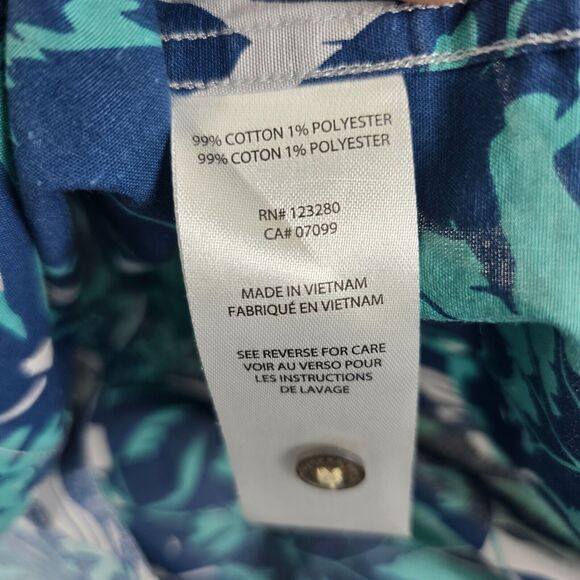 99% COTTON 1% POLYESTER
99% COTON 1% POLYESTER
RN# 123280
CA# 07099
MADE IN VIETNAM
FABRIQUÉ EN VIETNAM
SEE REVERSE FOR CARE
VOIR AU VERSO POUR
LES INSTRUCTIONS
DE LAVAGE